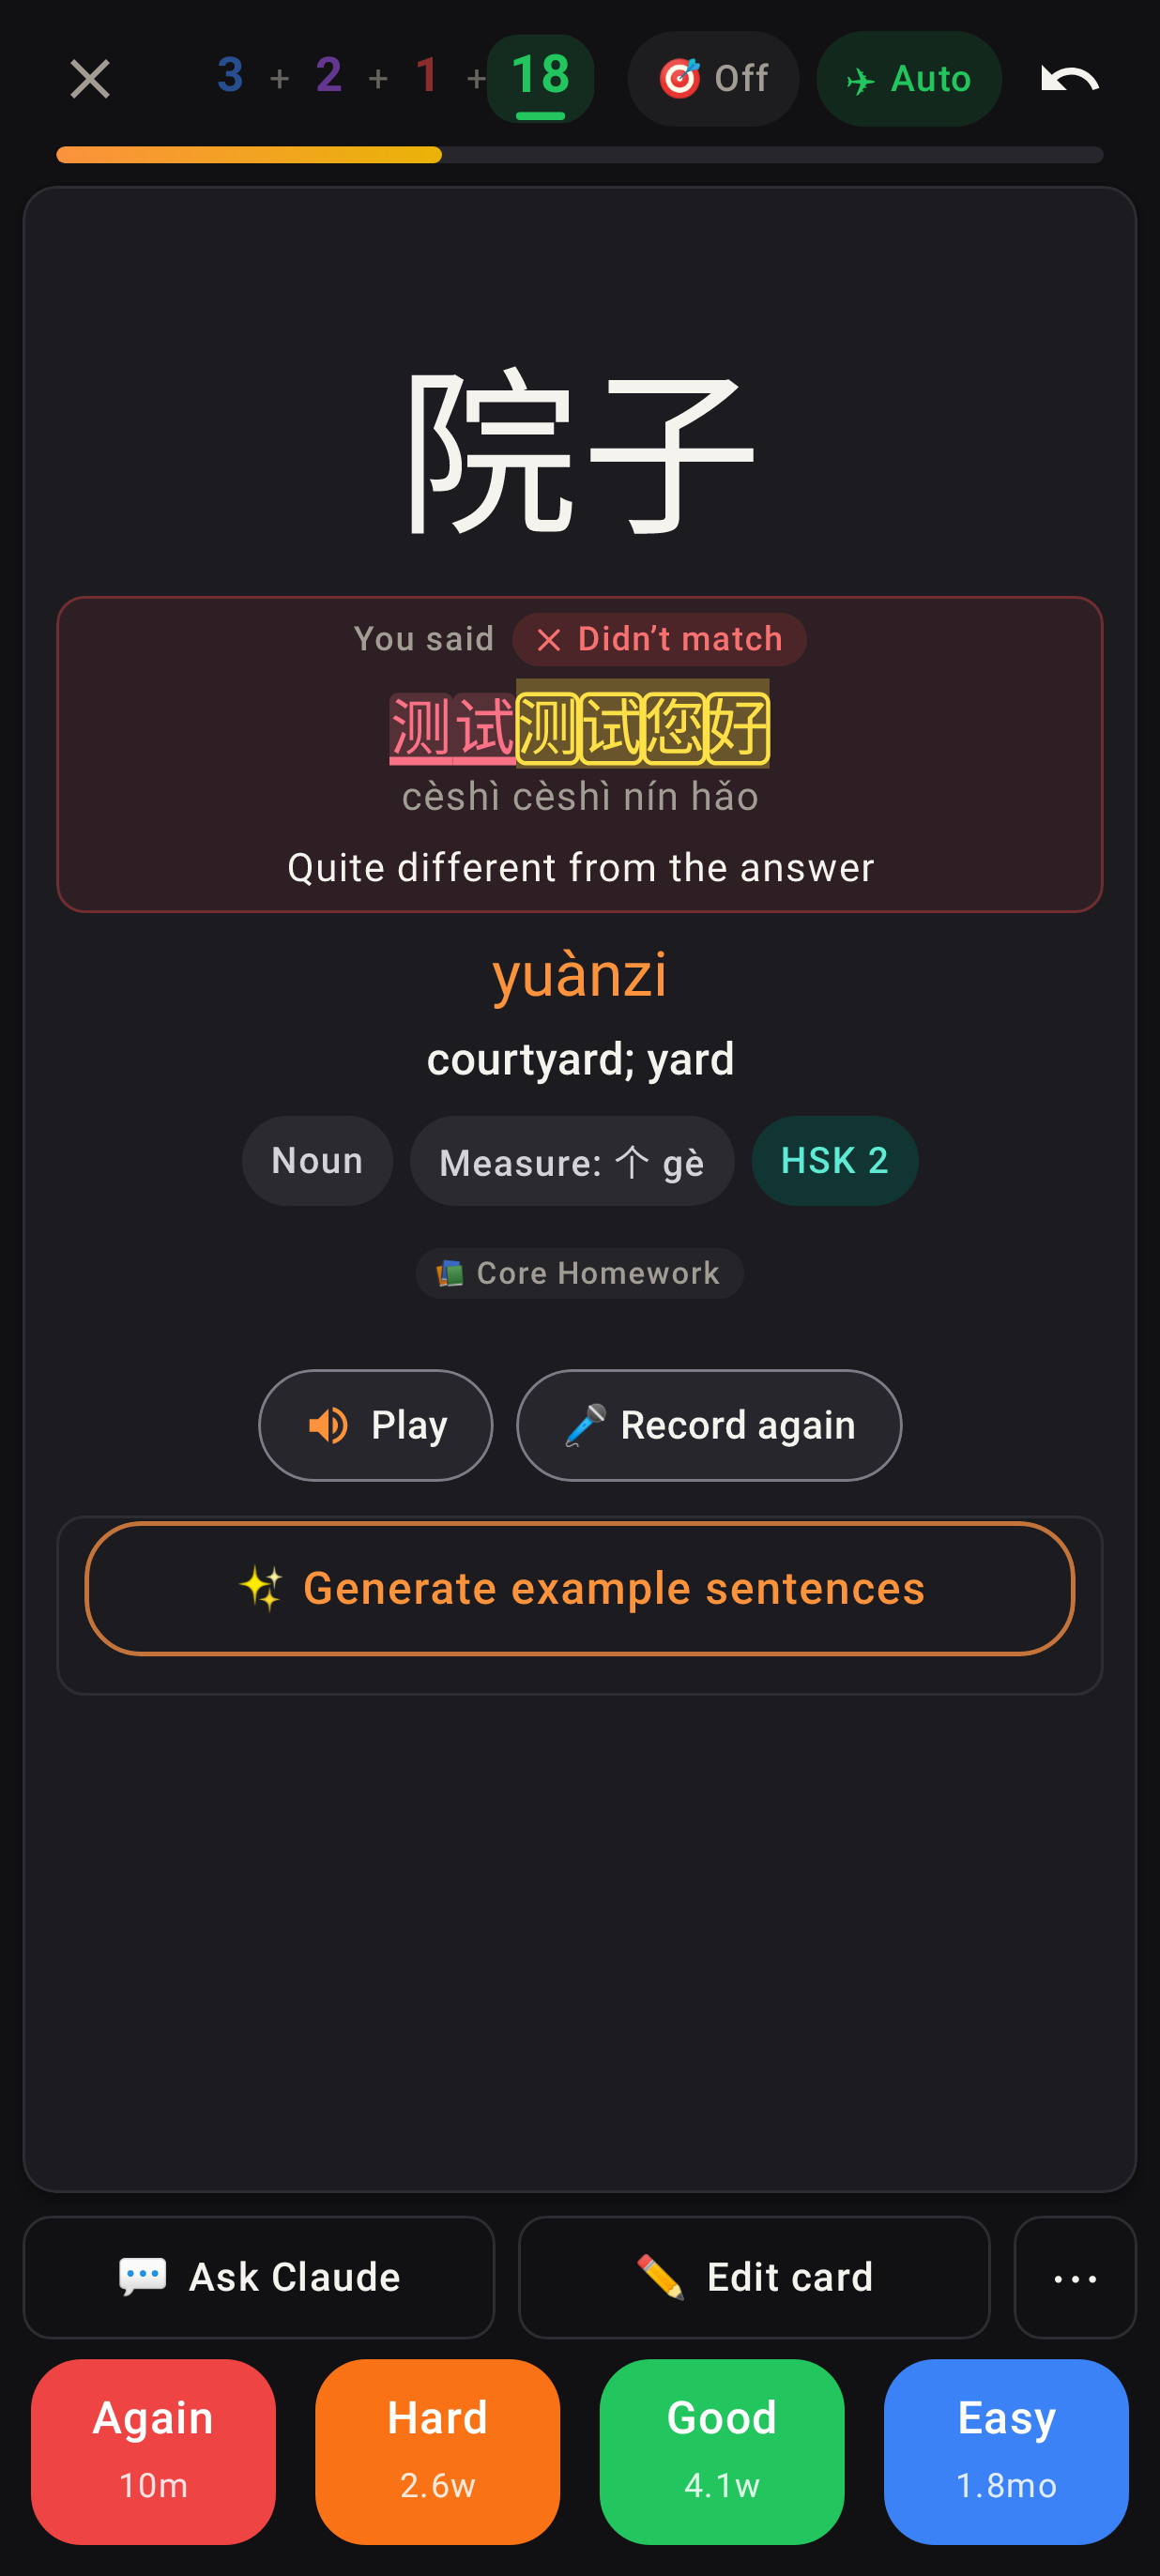 3 + 2 + 1 + 18 Off Auto
院子
You said Didn’t match
测试测试您好
cèshì cèshì nín hǎo
Quite different from the answer
yuànzi
courtyard; yard
Noun Measure: 个 gè HSK 2
Core Homework
Play Record again
Generate example sentences
Ask Claude Edit card ...
Again Hard Good Easy
10m 2.6w 4.1w 1.8mo